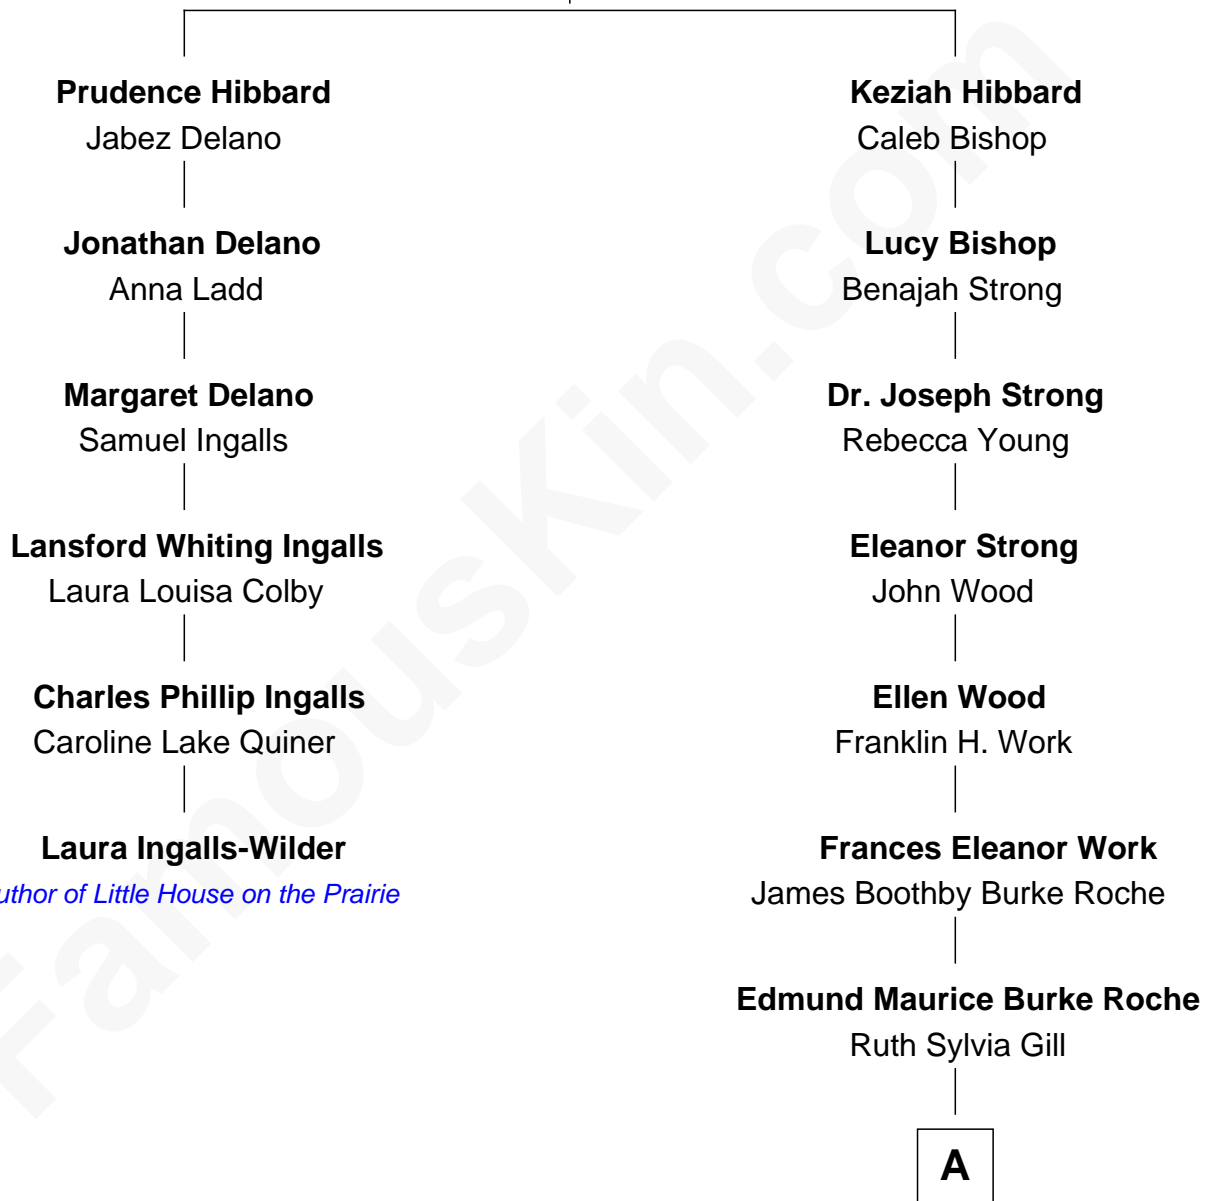 Prudence Hibbard
Jabez Delano
Jonathan Delano
Anna Ladd
Margaret Delano
Samuel Ingalls
Lansford Whiting Ingalls
Laura Louisa Colby
Charles Phillip Ingalls
Caroline Lake Quiner
Laura Ingalls-Wilder
uthor of Little House on the Prairie
Keziah Hibbard
Caleb Bishop
Lucy Bishop
Benajah Strong
Dr. Joseph Strong
Rebecca Young
Eleanor Strong
John Wood
Ellen Wood
Franklin H. Work
Frances Eleanor Work
James Boothby Burke Roche
Edmund Maurice Burke Roche
Ruth Sylvia Gill
A
FamousKin.com